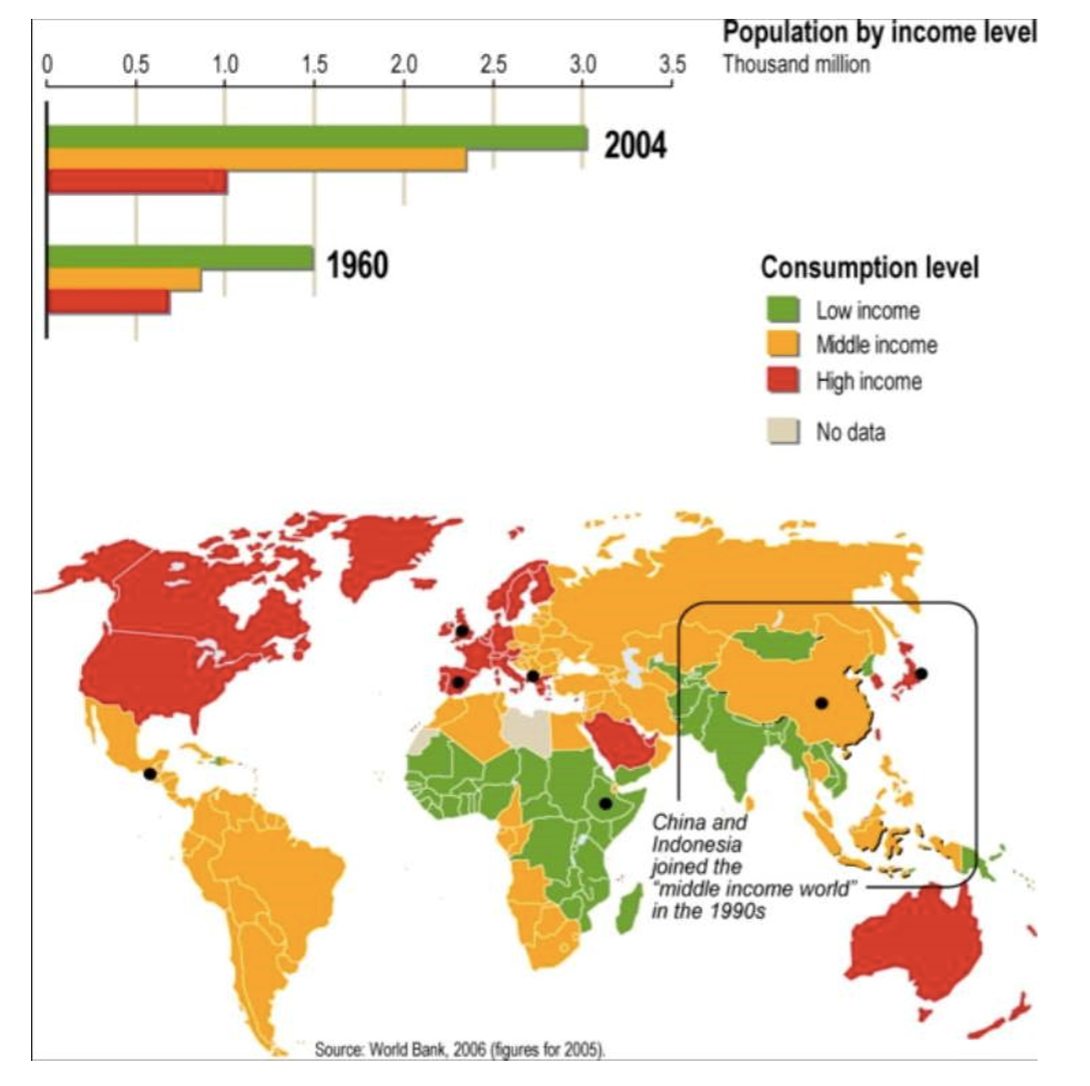 Population by income level
Thousand million
0 0.5 1.0 1.5 2.0 2.5 3.0 3.5
2004
1960
Consumption level
Low income
Middle income
High income
No data
China and
Indonesia
joined the
“middle income world”
in the 1990s
Source: World Bank, 2006 (figures for 2005).